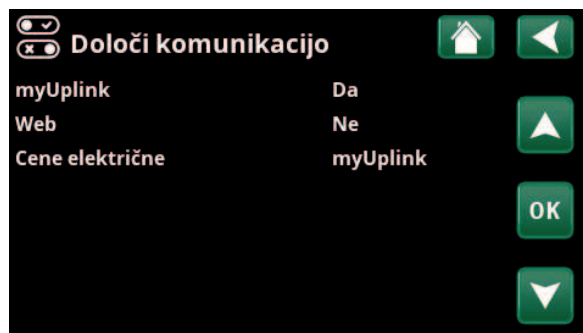 Določi komunikacijo
myUplink Da
Web Ne
Cene električne myUplink
OK